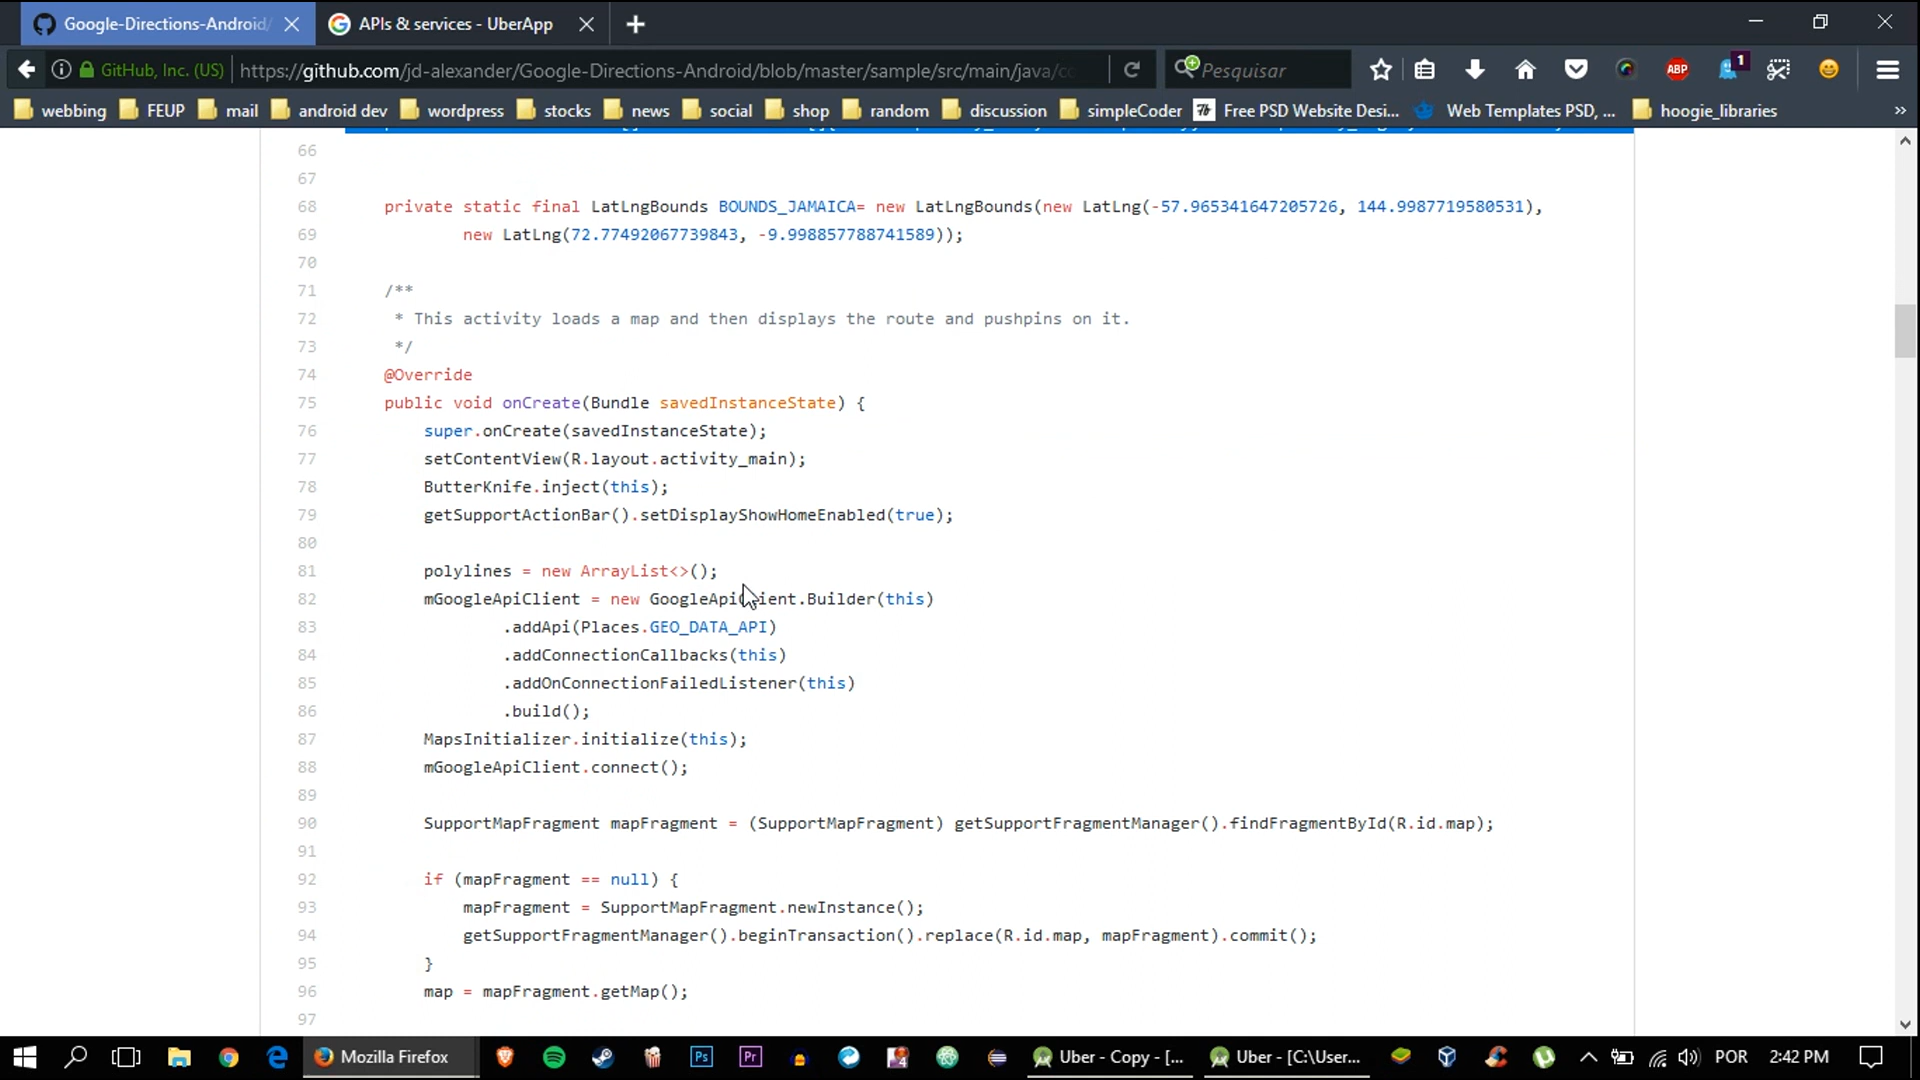 Google-Directions-Android/ APIs & services - UberApp
GitHub, Inc. (US) https://github.com/jd-alexander/Google-Directions-Android/blob/master/sample/src/main/java/co Pesquisar 1
webbing FEUP mail android dev wordpress stocks news social shop random discussion simpleCoder Free PSD Website Desi... Web Templates PSD, ... hoogie_libraries
66
67
68 private static final LatLngBounds BOUNDS_JAMAICA= new LatLngBounds(new LatLng(-57.965341647205726, 144.9987719580531),
69 new LatLng(72.77492067739843, -9.998857788741589));
70
71 /**
72 * This activity loads a map and then displays the route and pushpins on it.
73 */
74 @Override
75 public void onCreate(Bundle savedInstanceState) {
76 super.onCreate(savedInstanceState);
77 setContentView(R.layout.activity_main);
78 ButterKnife.inject(this);
79 getSupportActionBar().setDisplayShowHomeEnabled(true);
80
81 polylines = new ArrayList<>();
82 mGoogleApiClient = new GoogleApiClient.Builder(this)
83 .addApi(Places.GEO_DATA_API)
84 .addConnectionCallbacks(this)
85 .addOnConnectionFailedListener(this)
86 .build();
87 MapsInitializer.initialize(this);
88 mGoogleApiClient.connect();
89
90 SupportMapFragment mapFragment = (SupportMapFragment) getSupportFragmentManager().findFragmentById(R.id.map);
91
92 if (mapFragment == null) {
93 mapFragment = SupportMapFragment.newInstance();
94 getSupportFragmentManager().beginTransaction().replace(R.id.map, mapFragment).commit();
95 }
96 map = mapFragment.getMap();
97
Mozilla Firefox Ps Pr Uber - Copy - [... Uber - [C:\User... POR 2:42 PM